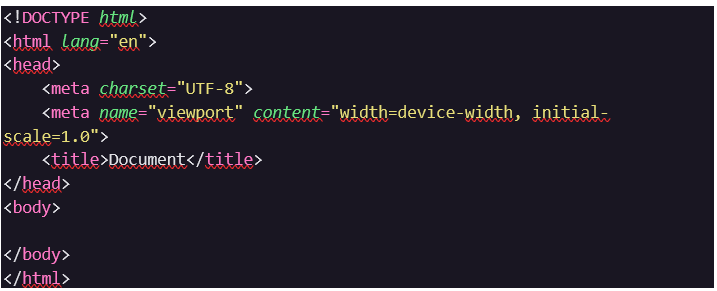 <!DOCTYPE html>
<html lang="en">
<head>
    <meta charset="UTF-8">
    <meta name="viewport" content="width=device-width, initial-
scale=1.0">
    <title>Document</title>
</head>
<body>

</body>
</html>